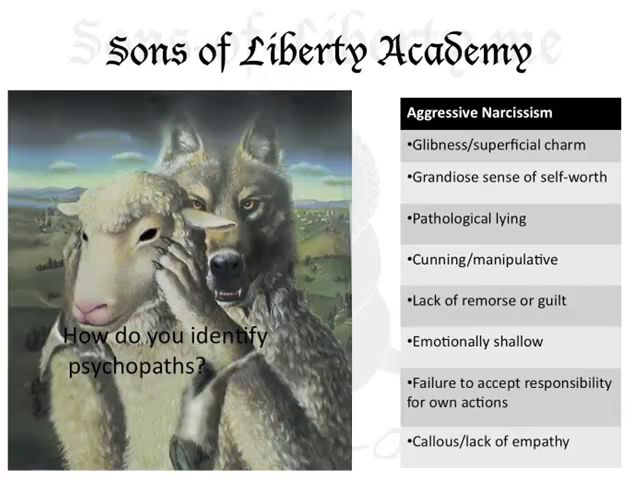 Sons of Liberty Academy
How do you identify
psychopaths?
Aggressive Narcissism
•Glibness/superficial charm
•Grandiose sense of self-worth
•Pathological lying
•Cunning/manipulative
•Lack of remorse or guilt
•Emotionally shallow
•Failure to accept responsibility
for own actions
•Callous/lack of empathy